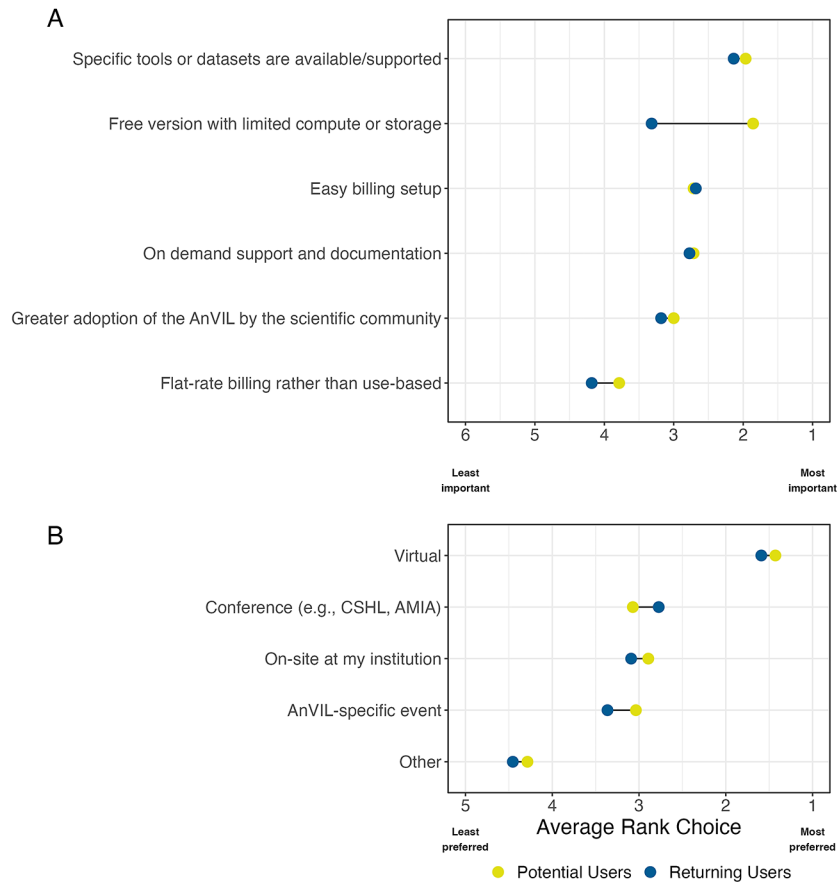 A
Specific tools or datasets are available/supported
Free version with limited compute or storage
Easy billing setup
On demand support and documentation
Greater adoption of the AnVIL by the scientific community
Flat-rate billing rather than use-based
6 5 4 3 2 1
Least important
Most important
B
Virtual
Conference (e.g., CSHL, AMIA)
On-site at my institution
AnVIL-specific event
Other
5 4 3 2 1
Least preferred
Average Rank Choice
Most preferred
Potential Users Returning Users